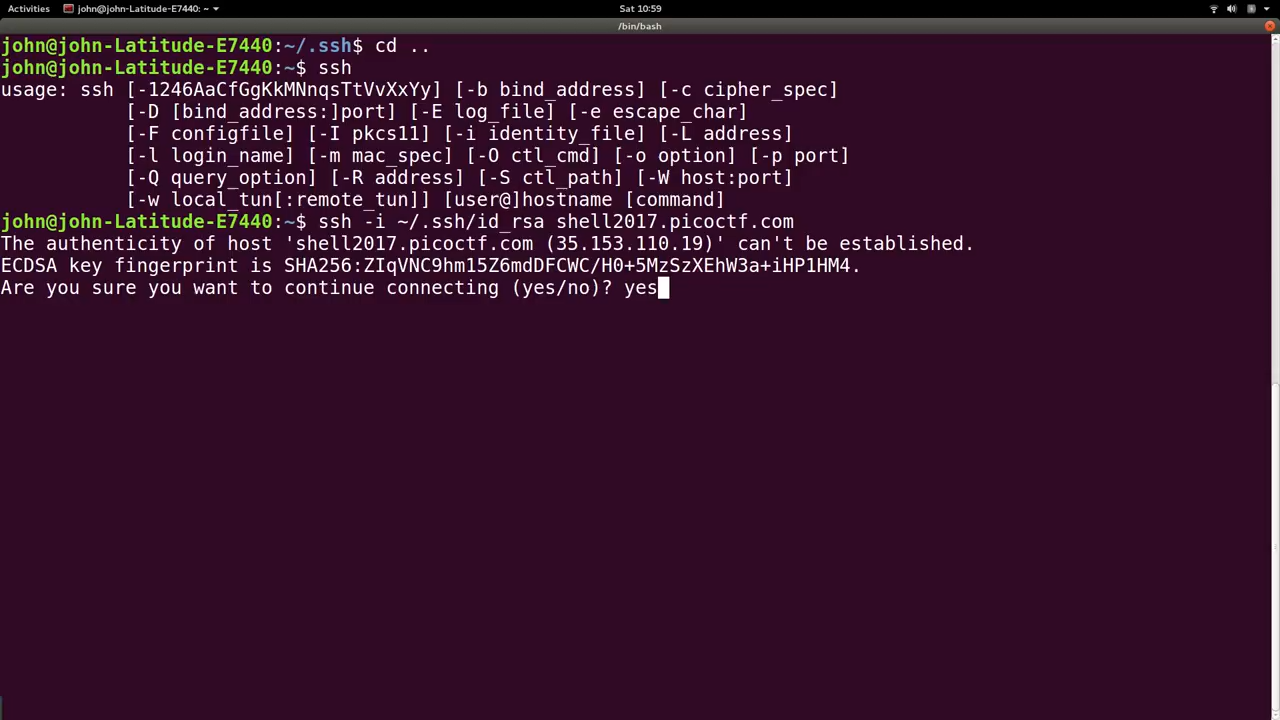 Activities john@john-Latitude-E7440: ~ Sat 10:59
/bin/bash
john@john-Latitude-E7440:~/.ssh$ cd ..
john@john-Latitude-E7440:~$ ssh
usage: ssh [-1246AaCfGgKkMNnqsTtVvXxYy] [-b bind_address] [-c cipher_spec]
[-D [bind_address:]port] [-E log_file] [-e escape_char]
[-F configfile] [-I pkcs11] [-i identity_file] [-L address]
[-l login_name] [-m mac_spec] [-O ctl_cmd] [-o option] [-p port]
[-Q query_option] [-R address] [-S ctl_path] [-W host:port]
[-w local_tun[:remote_tun]] [user@]hostname [command]
john@john-Latitude-E7440:~$ ssh -i ~/.ssh/id_rsa shell2017.picoctf.com
The authenticity of host 'shell2017.picoctf.com (35.153.110.19)' can't be established.
ECDSA key fingerprint is SHA256:ZIqVNC9hm15Z6mdDFCWC/H0+5MzSzXEhW3a+iHP1HM4.
Are you sure you want to continue connecting (yes/no)? yes